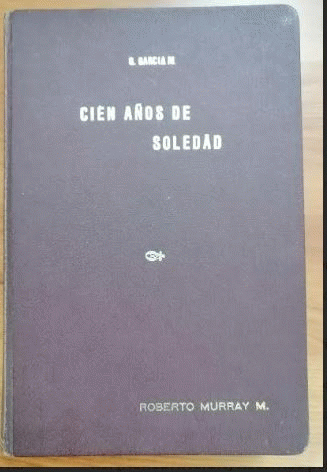 G. GARCIA M.
CIEN AÑOS DE
SOLEDAD
ROBERTO MURRAY M.